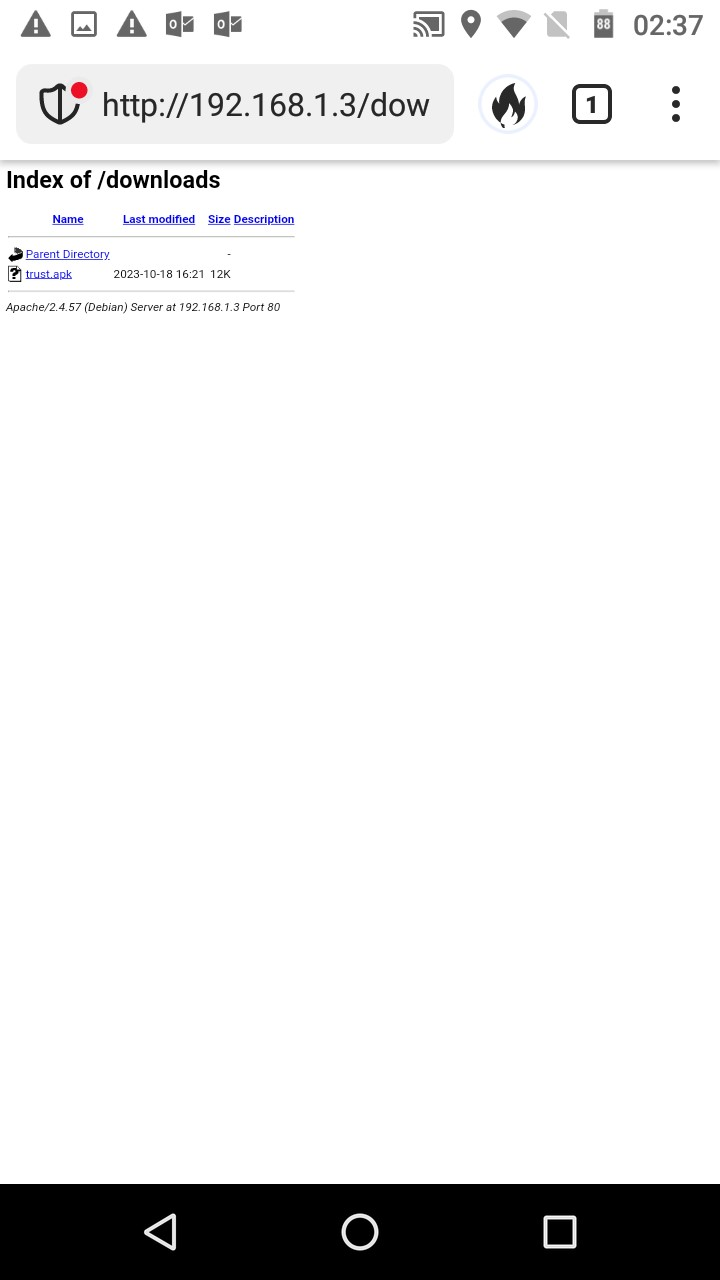 88 02:37
http://192.168.1.3/dow 1
Index of /downloads
Name Last modified Size Description
Parent Directory -
trust.apk 2023-10-18 16:21 12K
Apache/2.4.57 (Debian) Server at 192.168.1.3 Port 80